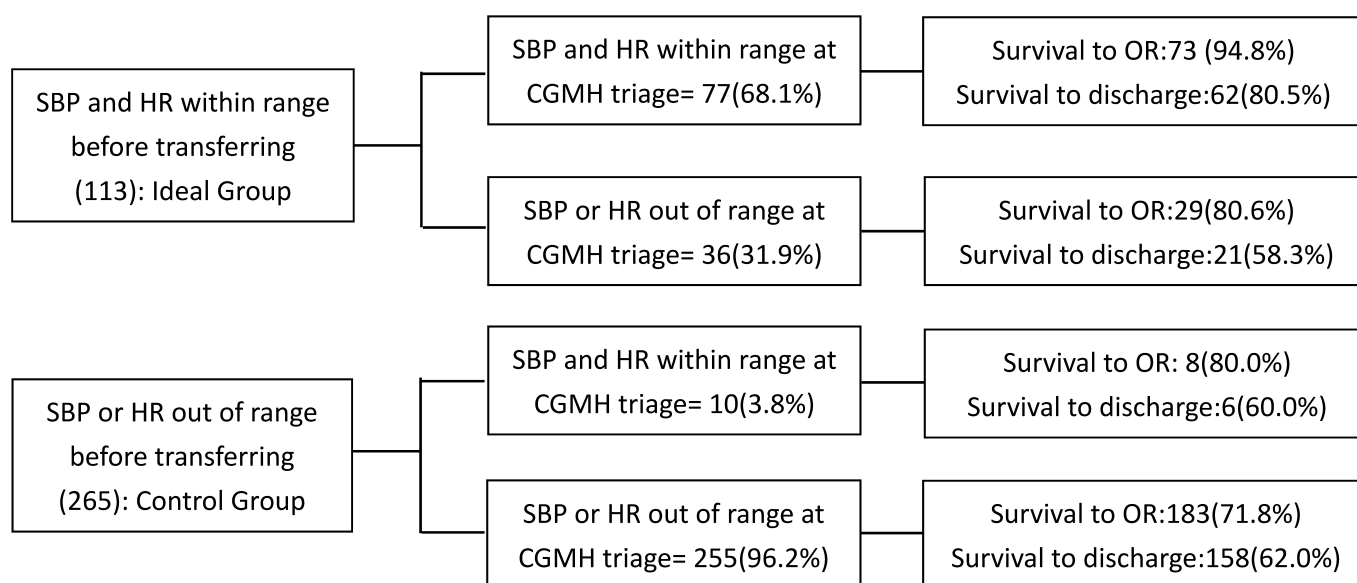 SBP and HR within range
before transferring
(113): Ideal Group
SBP and HR within range at
CGMH triage= 77(68.1%)
Survival to OR:73 (94.8%)
Survival to discharge:62(80.5%)
SBP or HR out of range at
CGMH triage= 36(31.9%)
Survival to OR:29(80.6%)
Survival to discharge:21(58.3%)
SBP or HR out of range
before transferring
(265): Control Group
SBP and HR within range at
CGMH triage= 10(3.8%)
Survival to OR: 8(80.0%)
Survival to discharge:6(60.0%)
SBP or HR out of range at
CGMH triage= 255(96.2%)
Survival to OR:183(71.8%)
Survival to discharge:158(62.0%)